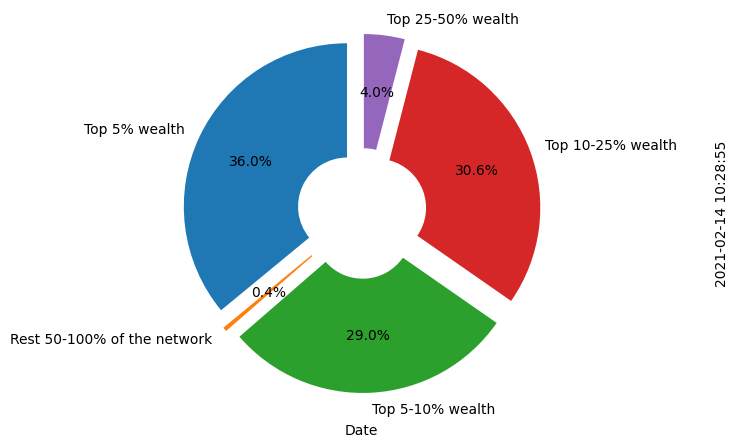 Top 25-50% wealth
4.0%
Top 5% wealth
36.0%
Top 10-25% wealth
30.6%
2021-02-14 10:28:55
0.4%
Rest 50-100% of the network
29.0%
Top 5-10% wealth
Date